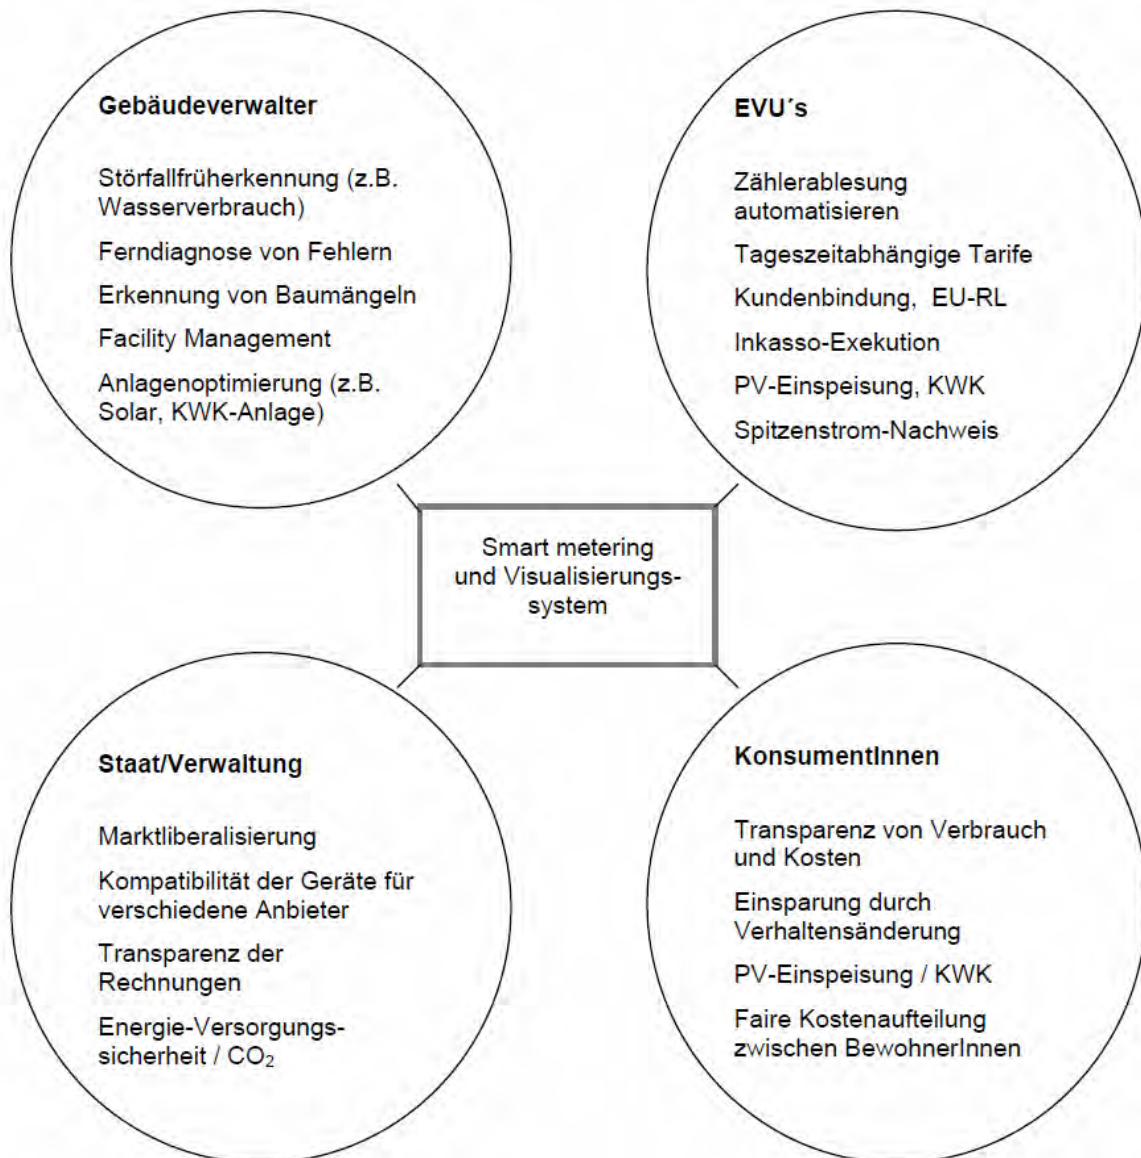 Gebäudeverwalter
Störfallfrüherkennung (z.B.
Wasserverbrauch)
Ferndiagnose von Fehlern
Erkennung von Baumängeln
Facility Management
Anlagenoptimierung (z.B.
Solar, KWK-Anlage)
EVU´s
Zählerablesung
automatisieren
Tageszeitabhängige Tarife
Kundenbindung,  EU-RL
Inkasso-Exekution
PV-Einspeisung, KWK
Spitzenstrom-Nachweis
Smart metering
und Visualisierungs-
system
Staat/Verwaltung
Marktliberalisierung
Kompatibilität der Geräte für
verschiedene Anbieter
Transparenz der
Rechnungen
Energie-Versorgungs-
sicherheit / CO₂
KonsumentInnen
Transparenz von Verbrauch
und Kosten
Einsparung durch
Verhaltensänderung
PV-Einspeisung / KWK
Faire Kostenaufteilung
zwischen BewohnerInnen